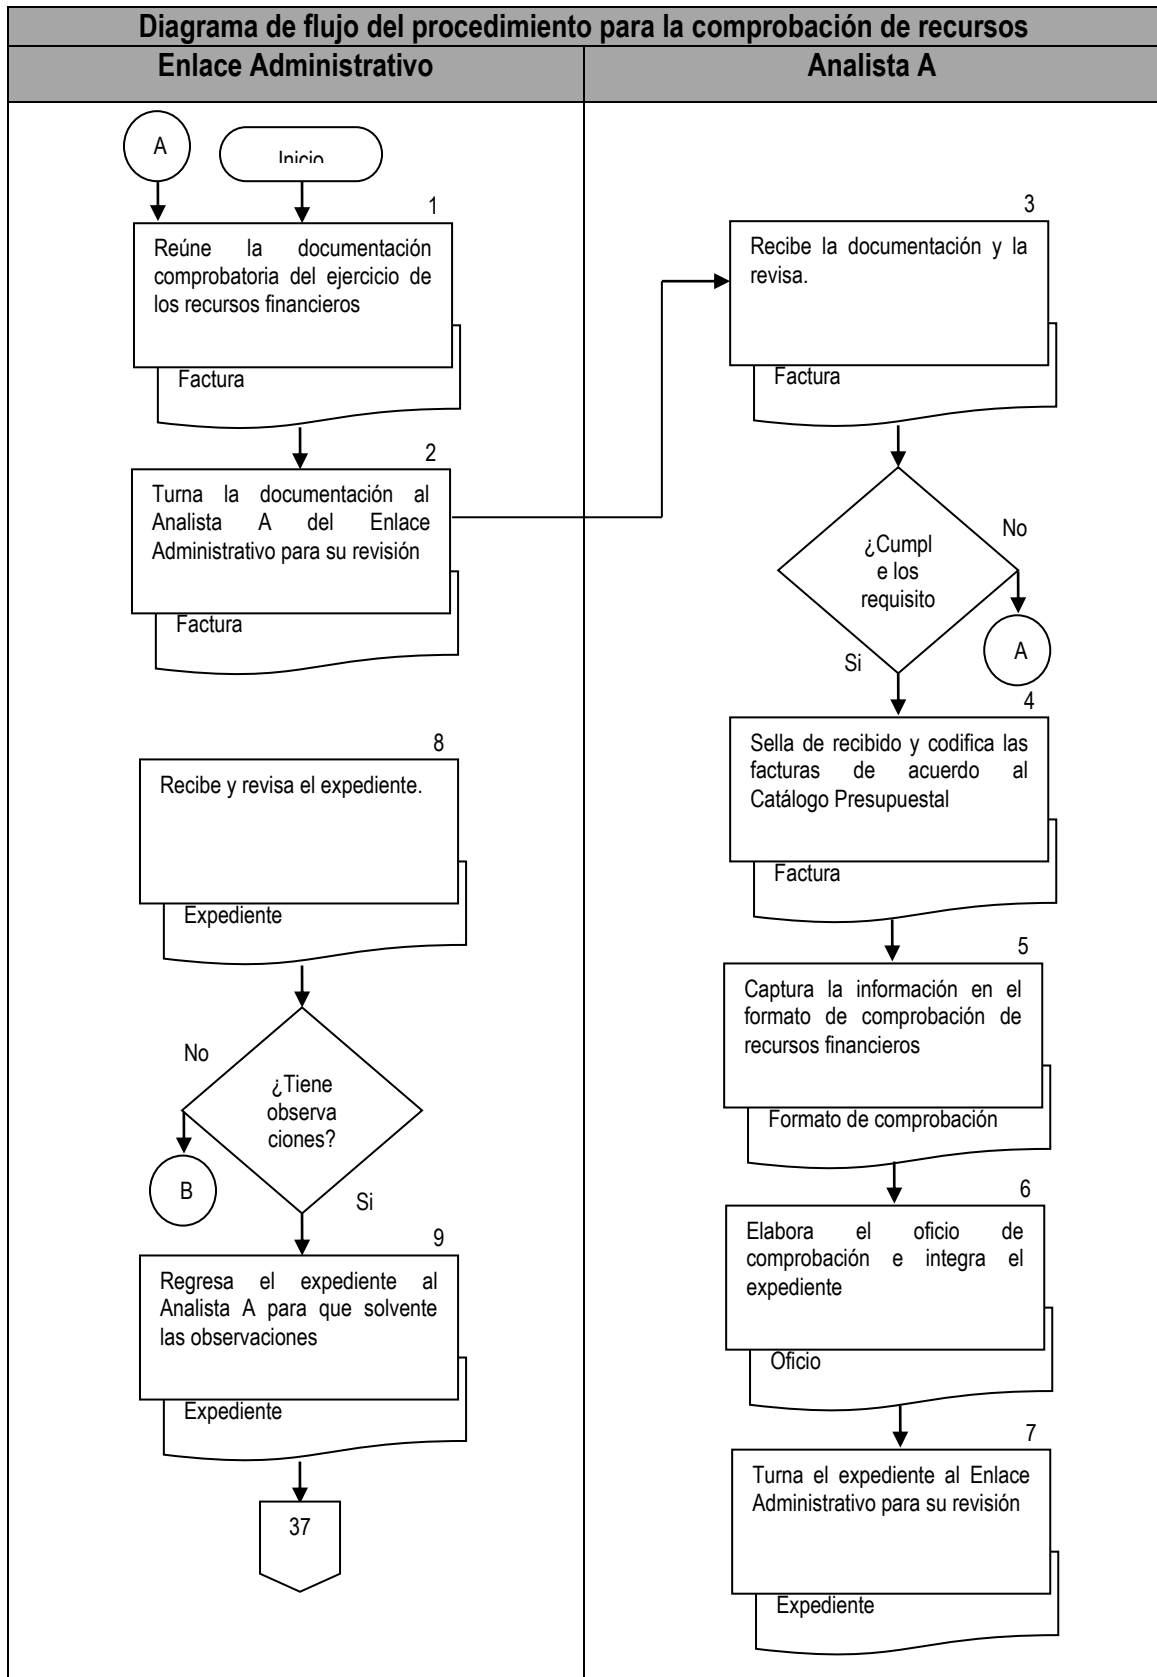 Diagrama de flujo del procedimiento para la comprobación de recursos
Enlace Administrativo
Analista A
A
Inicio
1
Reúne la documentación
comprobatoria del ejercicio de
los recursos financieros
Factura
2
Turna la documentación al
Analista A del Enlace
Administrativo para su revisión
Factura
3
Recibe la documentación y la
revisa.
Factura
¿Cumpl
e los
requisito
No
A
Si
4
Sella de recibido y codifica las
facturas de acuerdo al
Catálogo Presupuestal
Factura
5
Captura la información en el
formato de comprobación de
recursos financieros
Formato de comprobación
6
Elabora el oficio de
comprobación e integra el
expediente
Oficio
7
Turna el expediente al Enlace
Administrativo para su revisión
Expediente
8
Recibe y revisa el expediente.
Expediente
¿Tiene
observa
ciones?
No
B
Si
9
Regresa el expediente al
Analista A para que solvente
las observaciones
Expediente
37